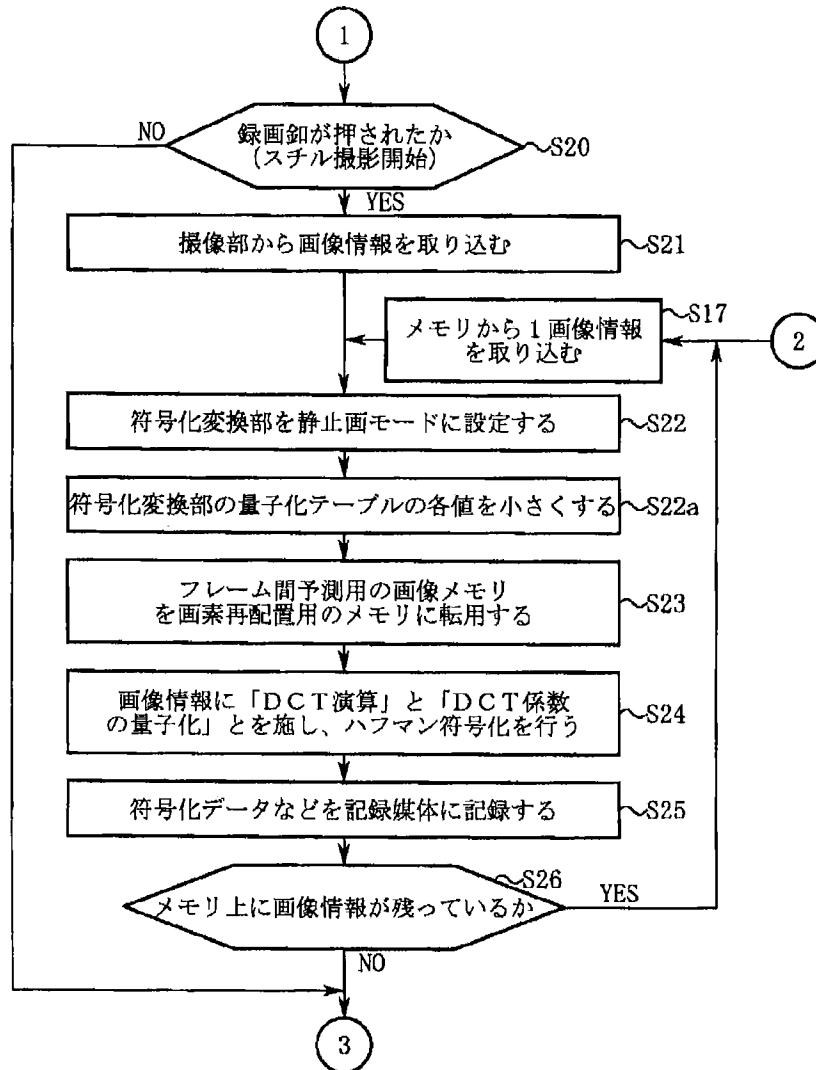 1
NO
録画釦が押されたか
(スチル撮影開始)
S20
YES
撮像部から画像情報を取り込む
S21
S17
メモリから1画像情報
を取り込む
2
符号化変換部を静止画モードに設定する
S22
符号化変換部の量子化テーブルの各値を小さくする
S22a
フレーム間予測用の画像メモリ
を画素再配置用のメモリに転用する
S23
画像情報に「DCT演算」と「DCT係数
の量子化」とを施し、ハフマン符号化を行う
S24
符号化データなどを記録媒体に記録する
S25
S26
メモリ上に画像情報が残っているか
YES
NO
3